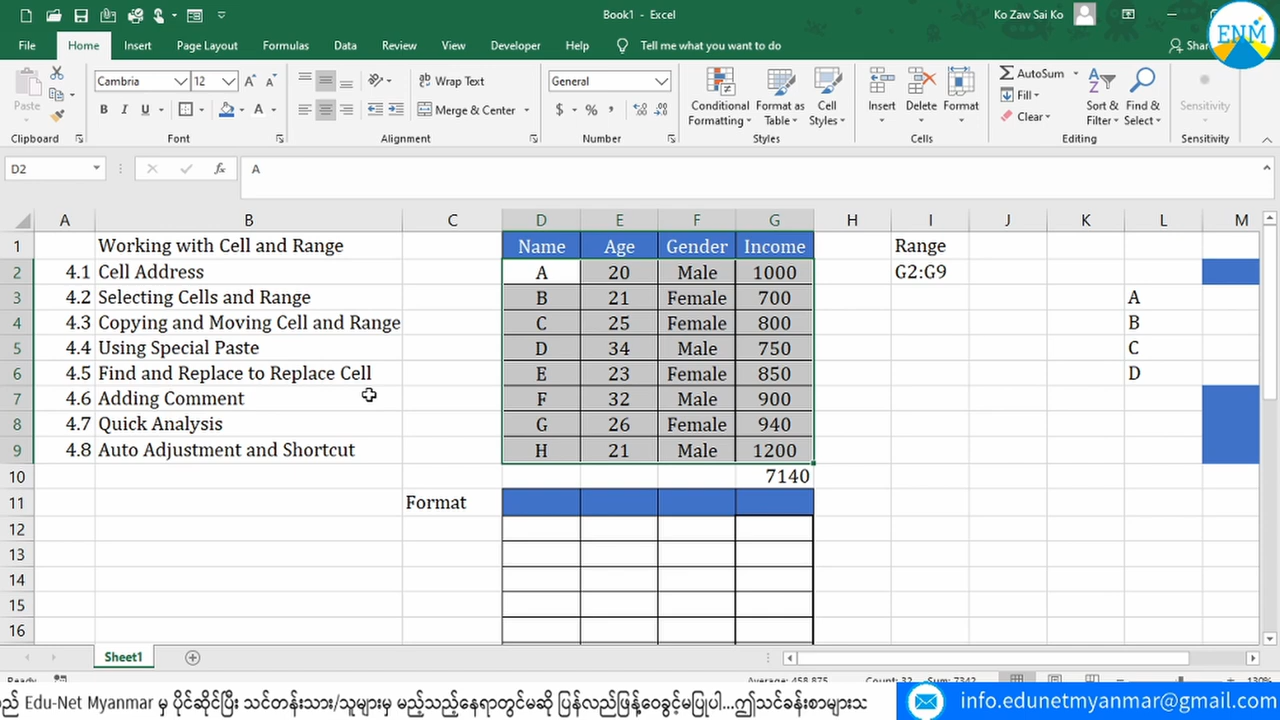 Book1 - Excel
Ko Zaw Sai Ko
ENM
File Home Insert Page Layout Formulas Data Review View Developer Help Tell me what you want to do
Paste Cambria 12 Wrap Text General Conditional Formatting Format as Table Cell Styles Insert Delete Format AutoSum Fill Clear Sort & Filter Find & Select Sensitivity
B I U A Merge & Center $ % ,
Clipboard Font Alignment Number Styles Cells Editing Sensitivity
D2 fx A
A B C D E F G H I J K L M
1 Working with Cell and Range Name Age Gender Income Range
2 4.1 Cell Address A 20 Male 1000 G2:G9
3 4.2 Selecting Cells and Range B 21 Female 700 A
4 4.3 Copying and Moving Cell and Range C 25 Female 800 B
5 4.4 Using Special Paste D 34 Male 750 C
6 4.5 Find and Replace to Replace Cell E 23 Female 850 D
7 4.6 Adding Comment F 32 Male 900
8 4.7 Quick Analysis G 26 Female 940
9 4.8 Auto Adjustment and Shortcut H 21 Male 1200
10 7140
11 Format
12
13
14
15
16
Sheet1
Ready Average: 458.875 Count: 32 Sum: 7342 130%
Edu-Net Myanmar မှ ပိုင်ဆိုင်ပြီး သင်တန်းသား/သူများမှ မည့်သည့်နေရာတွင်မဆို ပြန်လည်ဖြန့်ဝေခွင့်မပြုပါ...ဤသင်ခန်းစာများသ
info.edunetmyanmar@gmail.com